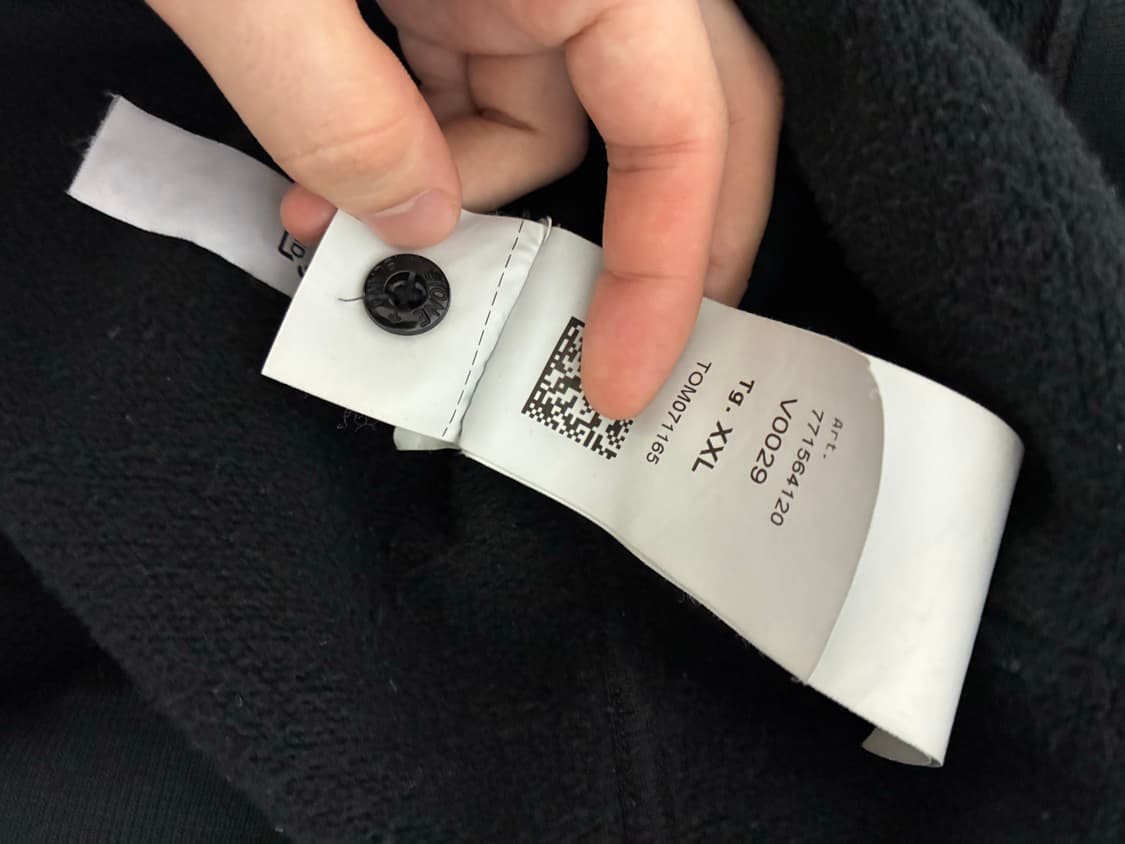 Art.
771564120
V0029
Tg. XXL
TOM071165